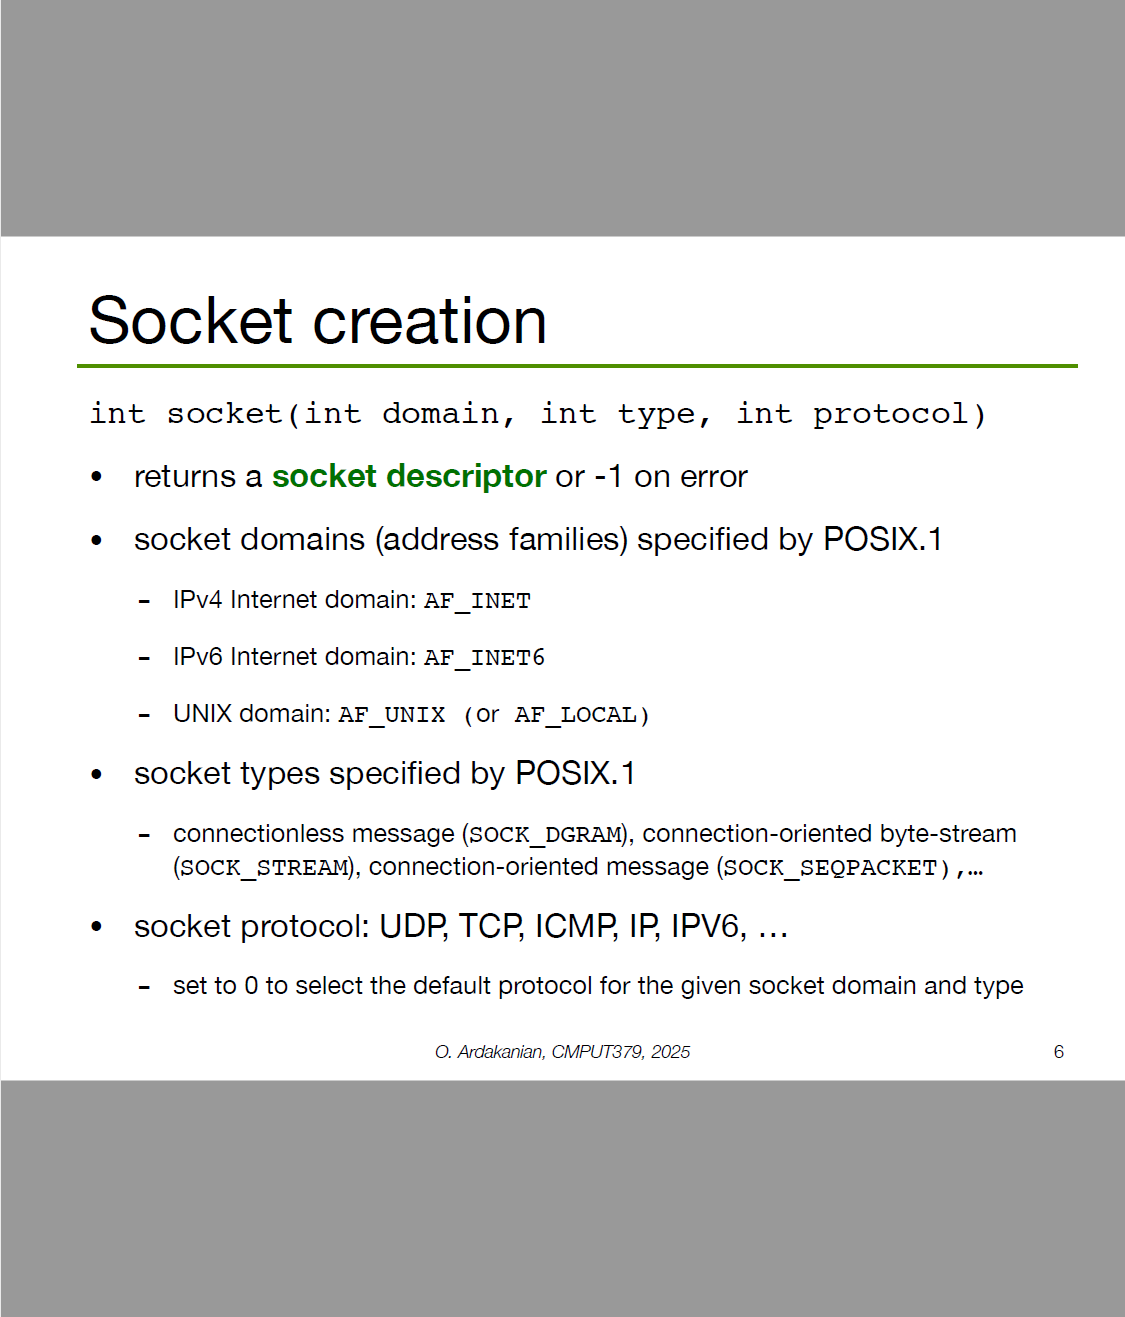 Socket creation
int socket(int domain, int type, int protocol)
• returns a socket descriptor or -1 on error
• socket domains (address families) specified by POSIX.1
- IPv4 Internet domain: AF_INET
- IPv6 Internet domain: AF_INET6
- UNIX domain: AF_UNIX (or AF_LOCAL)
• socket types specified by POSIX.1
- connectionless message (SOCK_DGRAM), connection-oriented byte-stream
(SOCK_STREAM), connection-oriented message (SOCK_SEQPACKET),…
• socket protocol: UDP, TCP, ICMP, IP, IPV6, …
- set to 0 to select the default protocol for the given socket domain and type
O. Ardakanian, CMPUT379, 2025
6